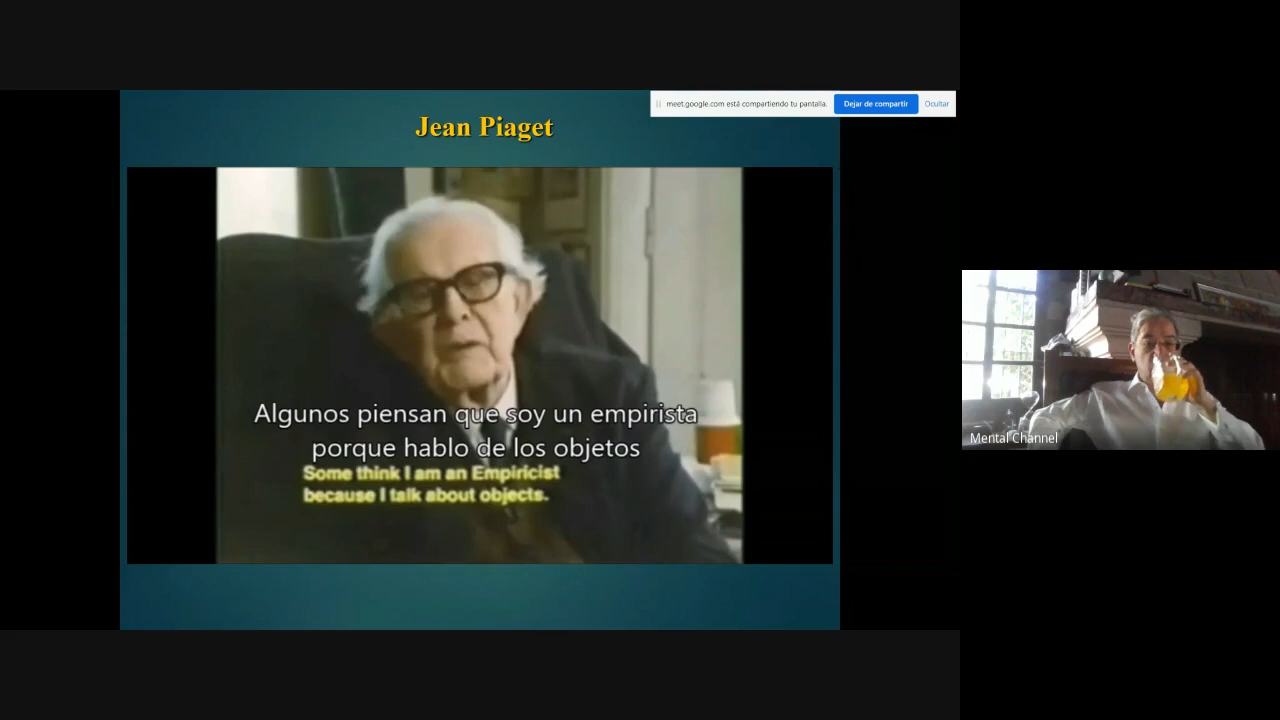 meet.google.com está compartiendo tu pantalla.
Dejar de compartir
Ocultar
Jean Piaget
Algunos piensan que soy un empirista
porque hablo de los objetos
Some think I am an Empiricist
because I talk about objects.
Mental Channel